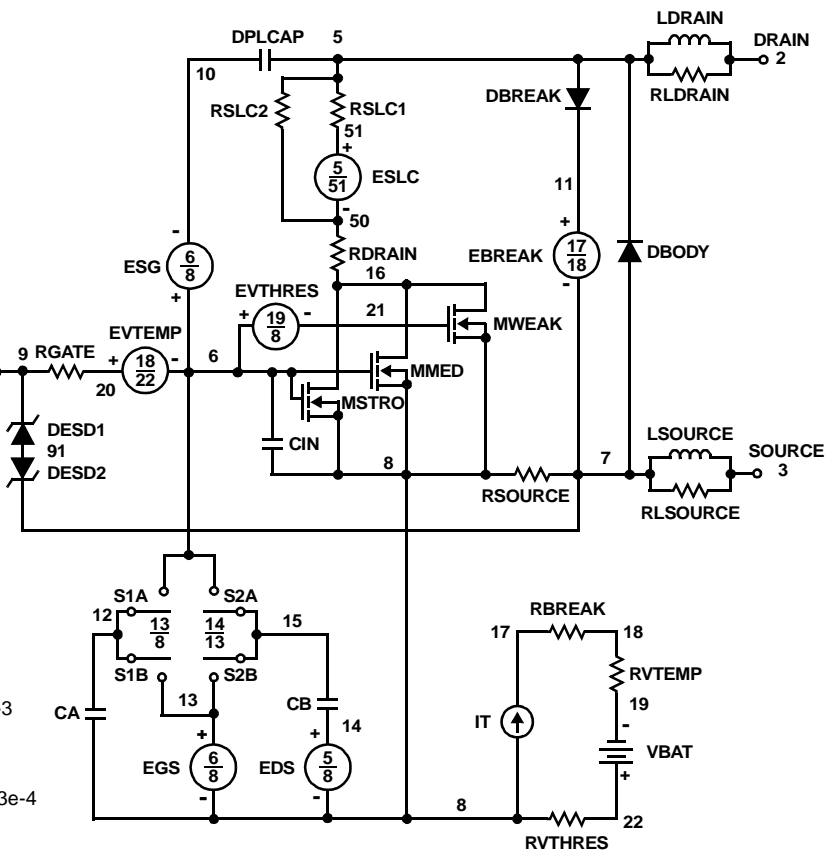 LDRAIN
DPLCAP 5 DRAIN
10 2
RLDRAIN
RSLC2 RSLC1 DBREAK
51
+
5
51 ESLC
11
-
50
- +
6
8 ESG
RDRAIN EBREAK 17
18 DBODY
+ 16 -
EVTHRES
+ 19
8 - 21 MWEAK
EVTEMP
9 RGATE + 18
22 - 6 MMED
20
MSTRO
DESD1
91
DESD2
CIN LSOURCE
8 7 SOURCE
3
RSOURCE
RLSOURCE
S1A S2A
12 13
8 14
13 15 RBREAK
17 18
S1B S2B RVTEMP
13 CB 19
-3 CA 14 IT -
+ + VBAT
EGS 6
8 EDS 5
8 +
3e-4 - - 8 22
RVTHRES